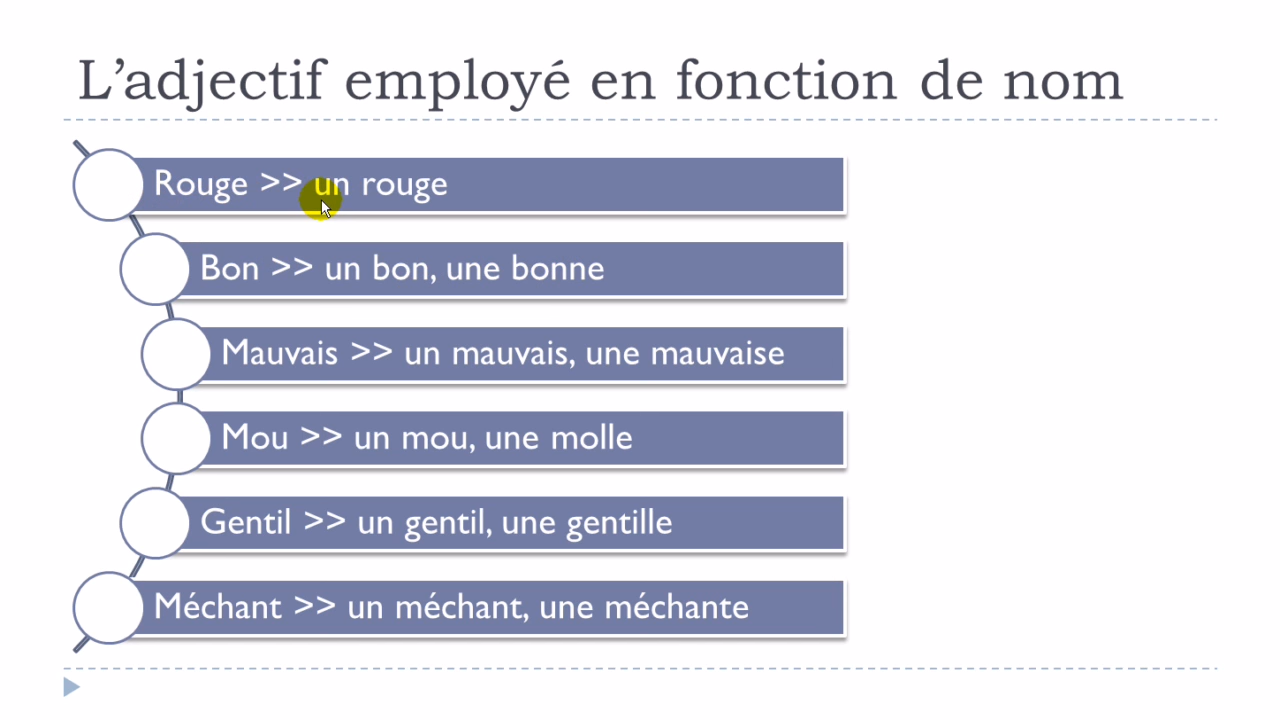 L’adjectif employé en fonction de nom
Rouge >> un rouge
Bon >> un bon, une bonne
Mauvais >> un mauvais, une mauvaise
Mou >> un mou, une molle
Gentil >> un gentil, une gentille
Méchant >> un méchant, une méchante